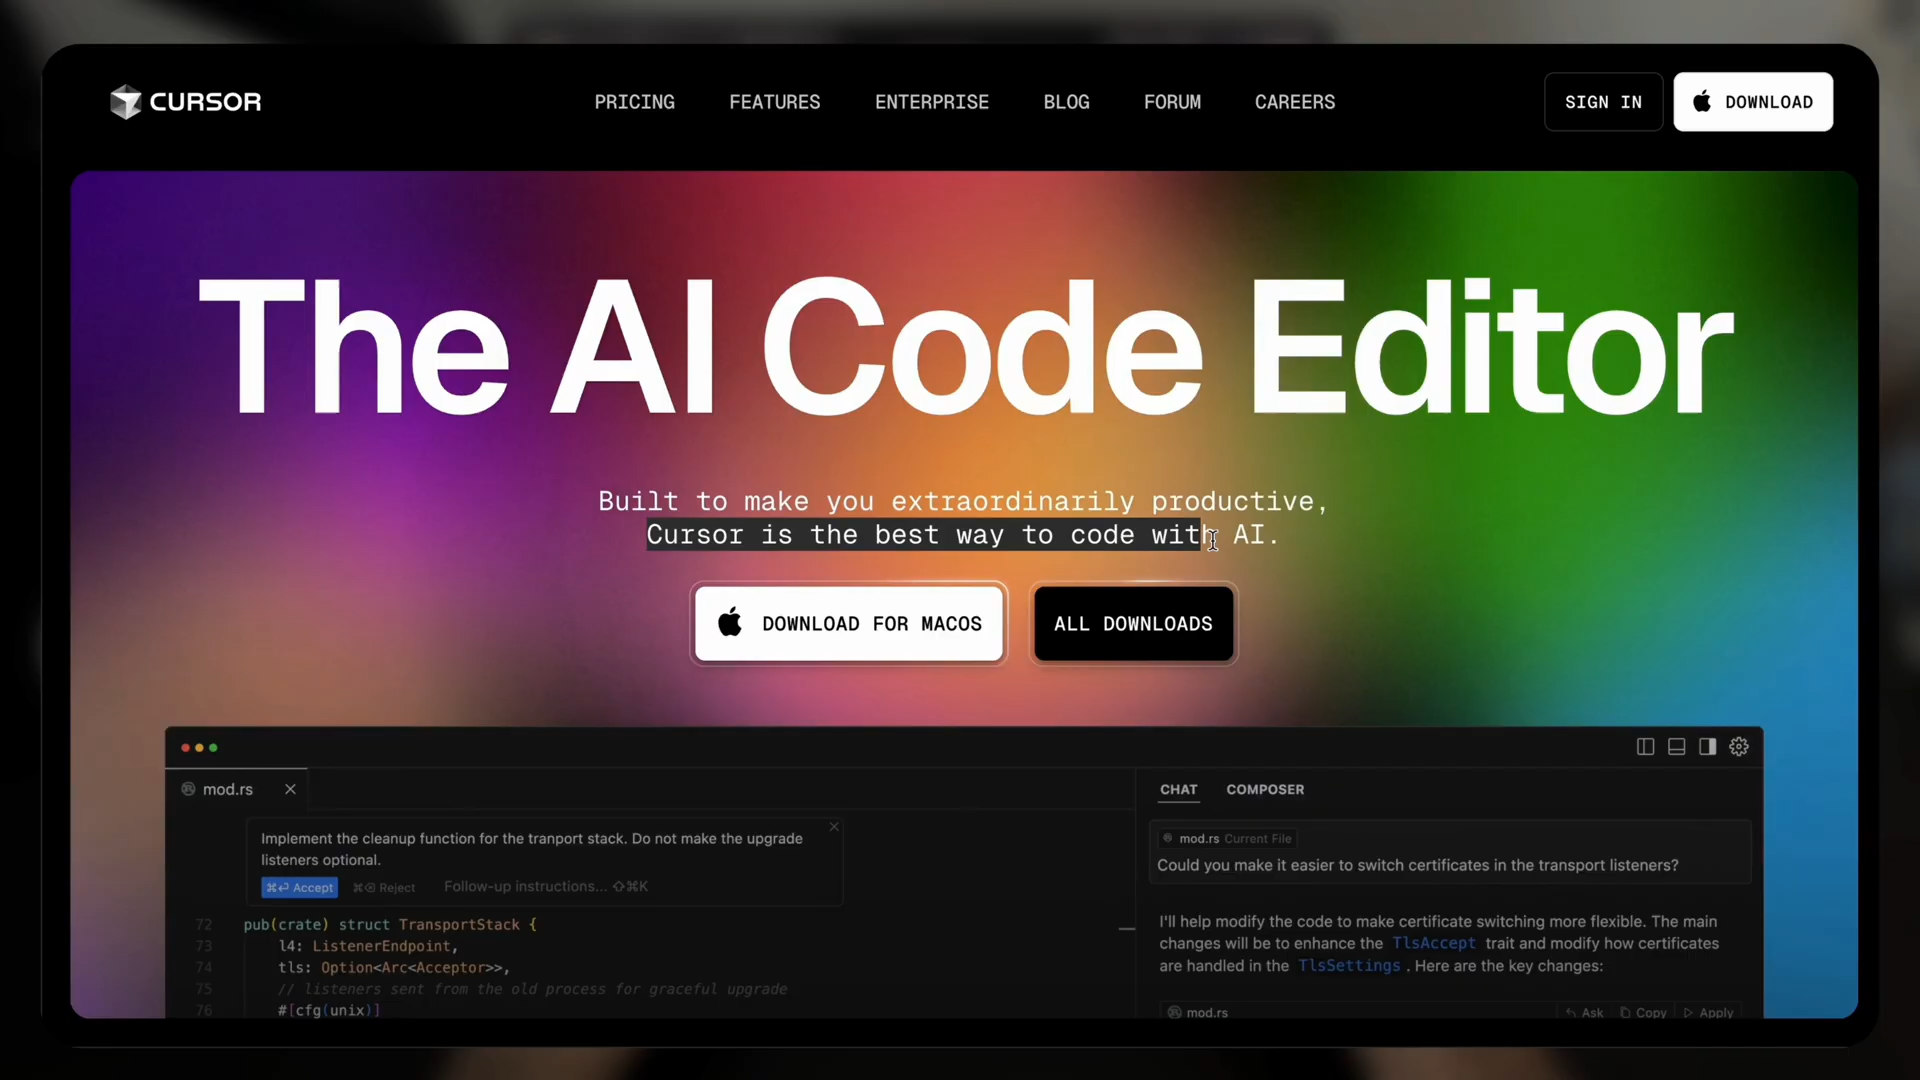 CURSOR
PRICING
FEATURES
ENTERPRISE
BLOG
FORUM
CAREERS
SIGN IN
DOWNLOAD
The AI Code Editor
Built to make you extraordinarily productive,
Cursor is the best way to code with AI.
DOWNLOAD FOR MACOS
ALL DOWNLOADS
mod.rs
Implement the cleanup function for the tranport stack. Do not make the upgrade
listeners optional.
⌘⏎ Accept
⌘⌫ Reject
Follow-up instructions... ⇧⌘K
72 pub(crate) struct TransportStack {
73 l4: ListenerEndpoint,
74 tls: Option<Arc<Acceptor>>,
75 // listeners sent from the old process for graceful upgrade
76 #[cfg(unix)]
CHAT
COMPOSER
mod.rs Current File
Could you make it easier to switch certificates in the transport listeners?
I'll help modify the code to make certificate switching more flexible. The main
changes will be to enhance the TlsAccept trait and modify how certificates
are handled in the TlsSettings . Here are the key changes:
mod.rs
Ask
Copy
Apply